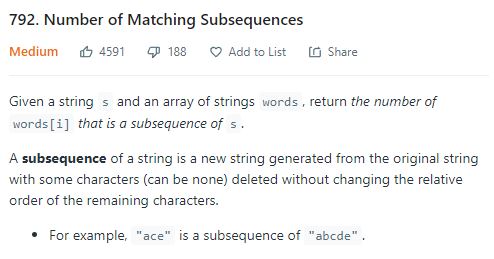 792. Number of Matching Subsequences
Medium 4591 188 Add to List Share
Given a string s and an array of strings words, return the number of
words[i] that is a subsequence of s.
A subsequence of a string is a new string generated from the original string
with some characters (can be none) deleted without changing the relative
order of the remaining characters.
• For example, "ace" is a subsequence of "abcde".